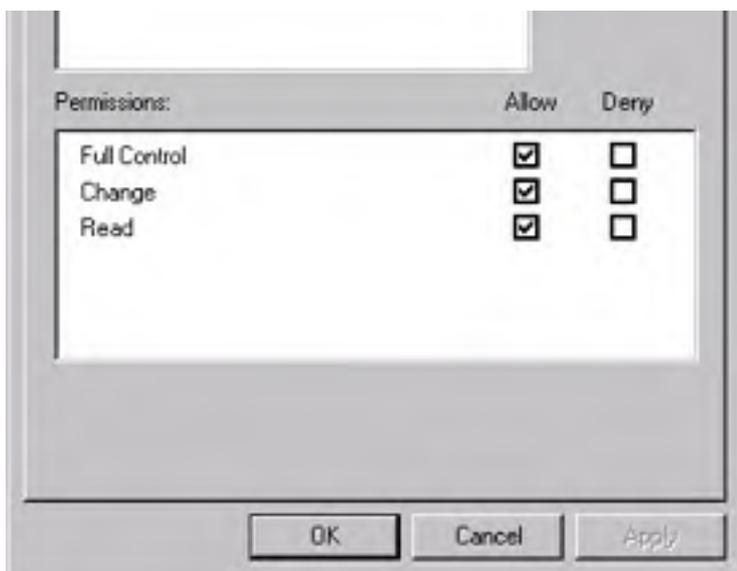 Permissions: Allow Deny
Full Control
Change
Read
OK Cancel Apply